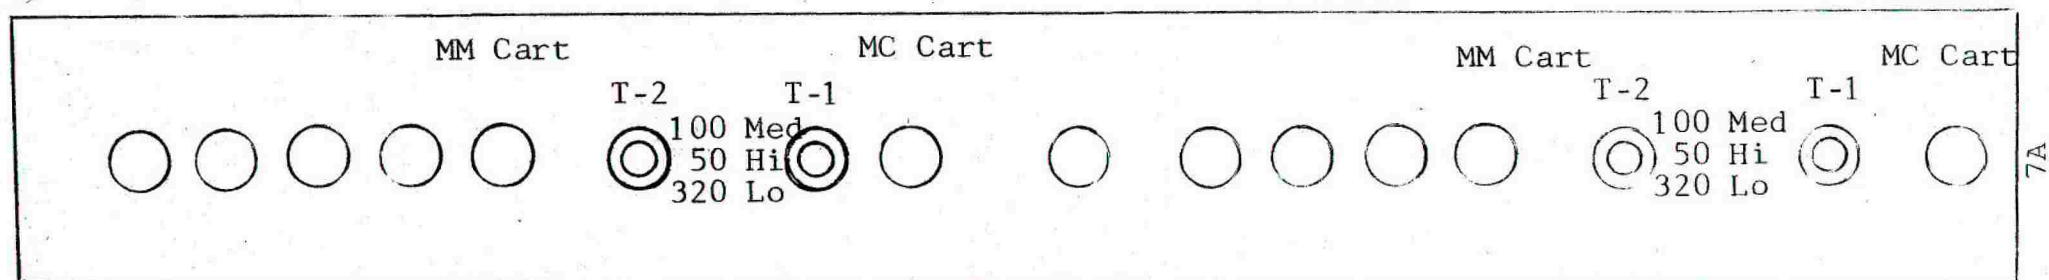 MM Cart MC Cart MM Cart MC Cart
T-2 T-1 T-2 T-1
100 Med 100 Med
50 Hi 50 Hi
320 Lo 320 Lo
7A